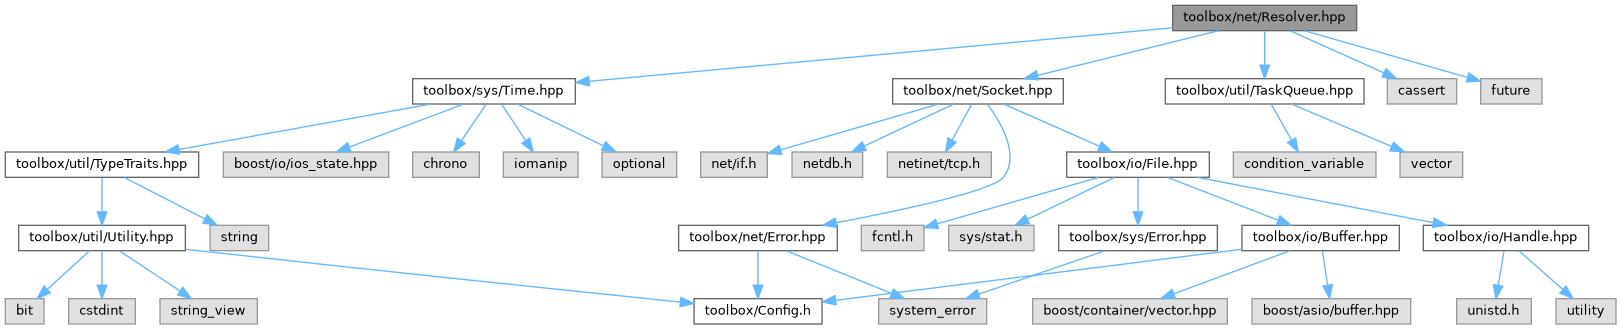 toolbox/net/Resolver.hpp
toolbox/sys/Time.hpp
toolbox/net/Socket.hpp
toolbox/util/TaskQueue.hpp
cassert
future
toolbox/util/TypeTraits.hpp
boost/io/ios_state.hpp
chrono
iomanip
optional
net/if.h
netdb.h
netinet/tcp.h
toolbox/io/File.hpp
condition_variable
vector
toolbox/util/Utility.hpp
string
toolbox/net/Error.hpp
fcntl.h
sys/stat.h
toolbox/sys/Error.hpp
toolbox/io/Buffer.hpp
toolbox/io/Handle.hpp
bit
cstdint
string_view
toolbox/Config.h
system_error
boost/container/vector.hpp
boost/asio/buffer.hpp
unistd.h
utility